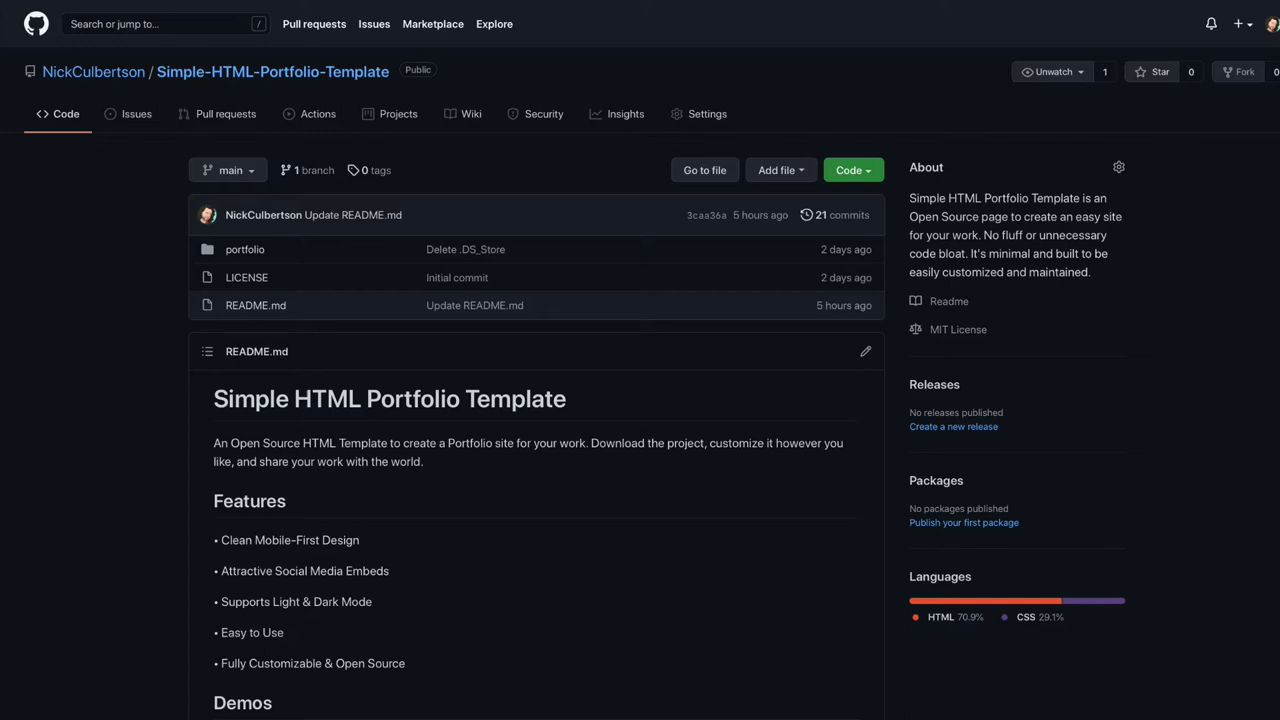 Search or jump to... /
Pull requests Issues Marketplace Explore
NickCulbertson / Simple-HTML-Portfolio-Template Public
Unwatch 1 Star 0 Fork 0
Code Issues Pull requests Actions Projects Wiki Security Insights Settings
main 1 branch 0 tags
Go to file Add file Code
NickCulbertson Update README.md 3caa36a 5 hours ago 21 commits
portfolio Delete .DS_Store 2 days ago
LICENSE Initial commit 2 days ago
README.md Update README.md 5 hours ago
README.md
Simple HTML Portfolio Template
An Open Source HTML Template to create a Portfolio site for your work. Download the project, customize it however you
like, and share your work with the world.
Features
• Clean Mobile-First Design
• Attractive Social Media Embeds
• Supports Light & Dark Mode
• Easy to Use
• Fully Customizable & Open Source
Demos
About
Simple HTML Portfolio Template is an
Open Source page to create an easy site
for your work. No fluff or unnecessary
code bloat. It's minimal and built to be
easily customized and maintained.
Readme
MIT License
Releases
No releases published
Create a new release
Packages
No packages published
Publish your first package
Languages
HTML 70.9% CSS 29.1%